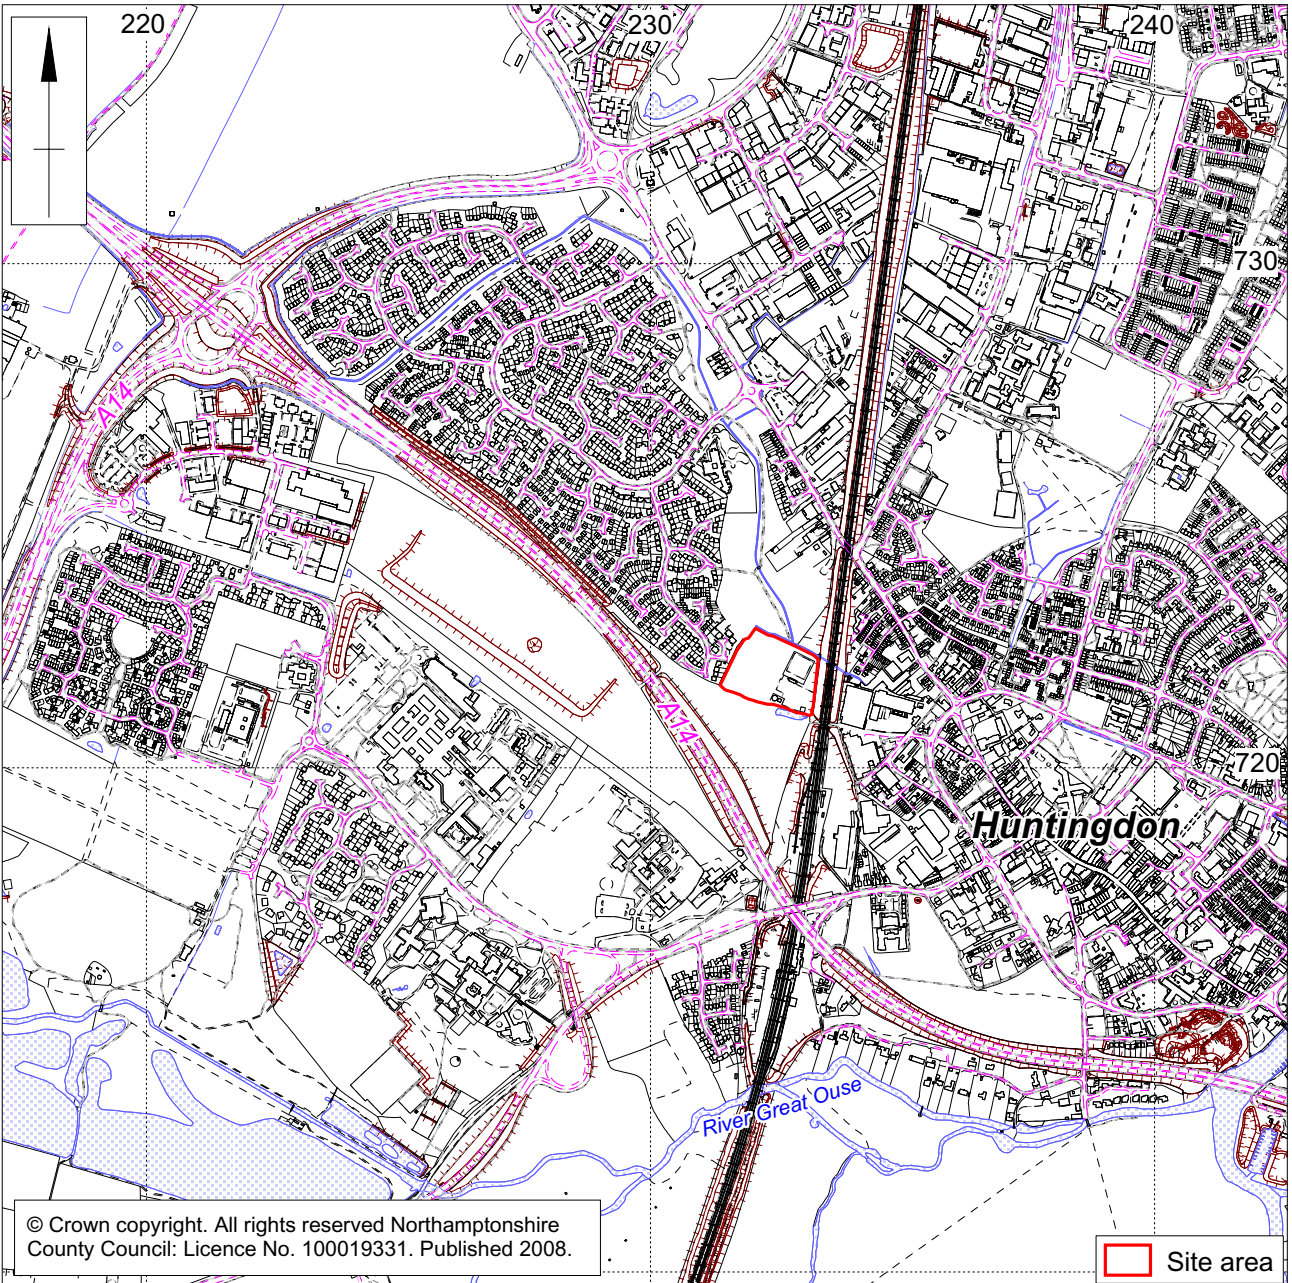 220
230
240
730
A14
A14
720
Huntingdon
River Great Ouse
© Crown copyright. All rights reserved Northamptonshire
County Council: Licence No. 100019331. Published 2008.
Site area